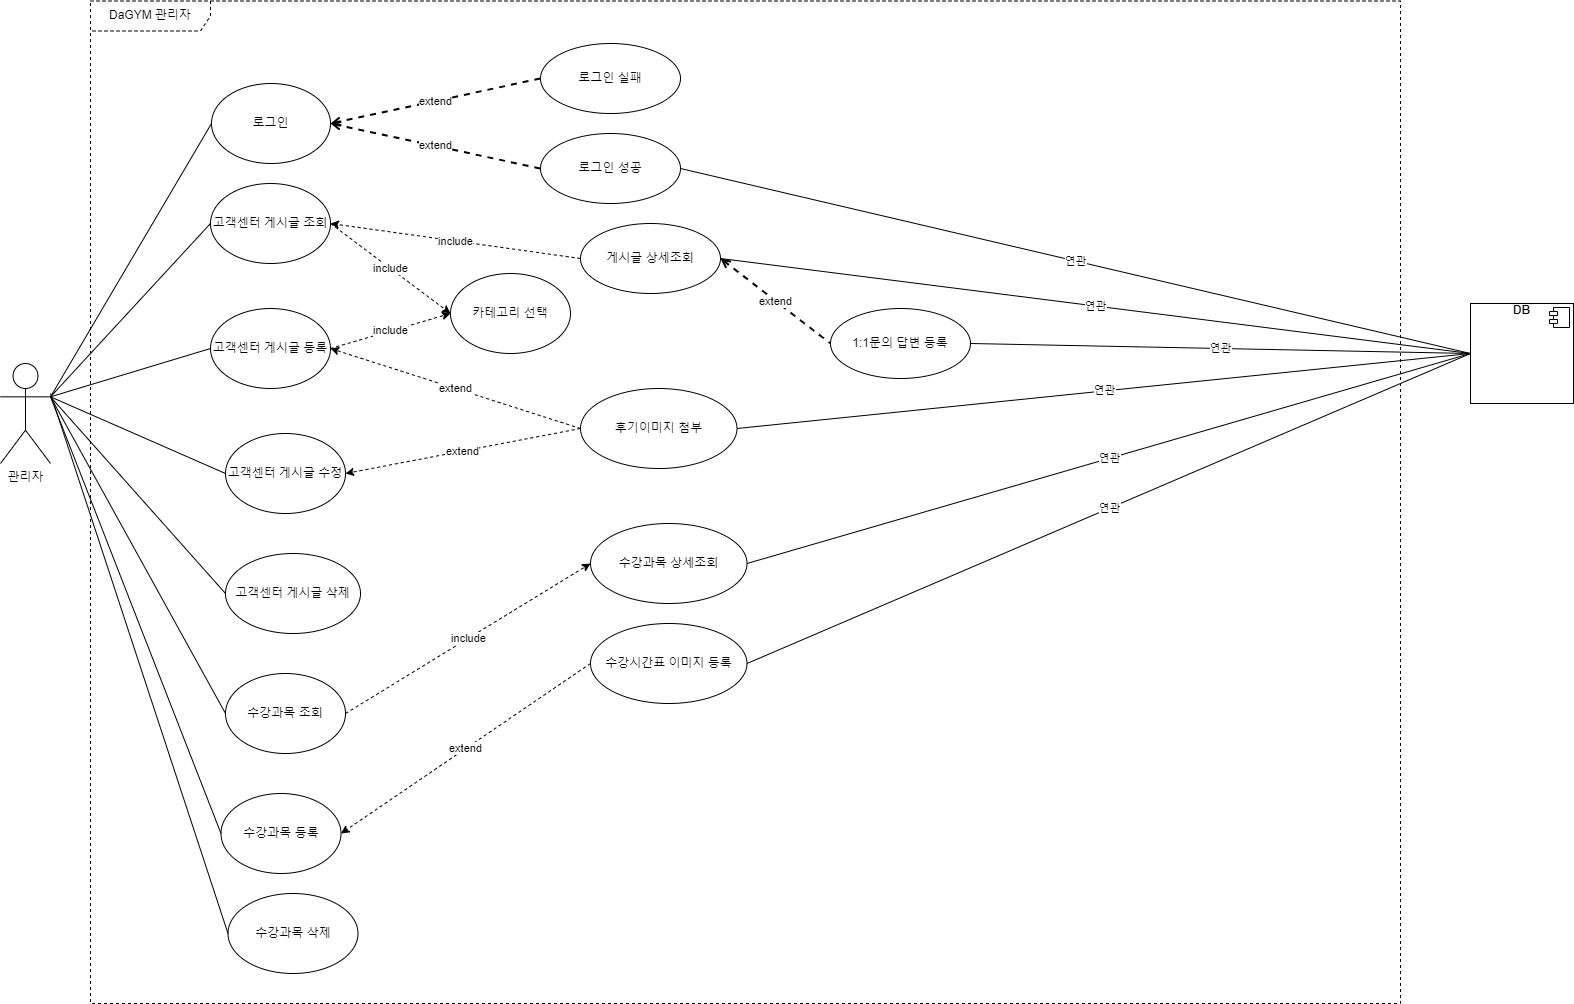 DaGYM 관리자
로그인 실패
extend
로그인
extend
로그인 성공
고객센터 게시글 조회
include
게시글 상세조회
연관
include
카테고리 선택
extend
연관
DB
include
고객센터 게시글 등록
1:1문의 답변 등록
연관
extend
후기이미지 첨부
연관
관리자
extend
고객센터 게시글 수정
연관
연관
수강과목 상세조회
고객센터 게시글 삭제
include
수강시간표 이미지 등록
수강과목 조회
extend
수강과목 등록
수강과목 삭제